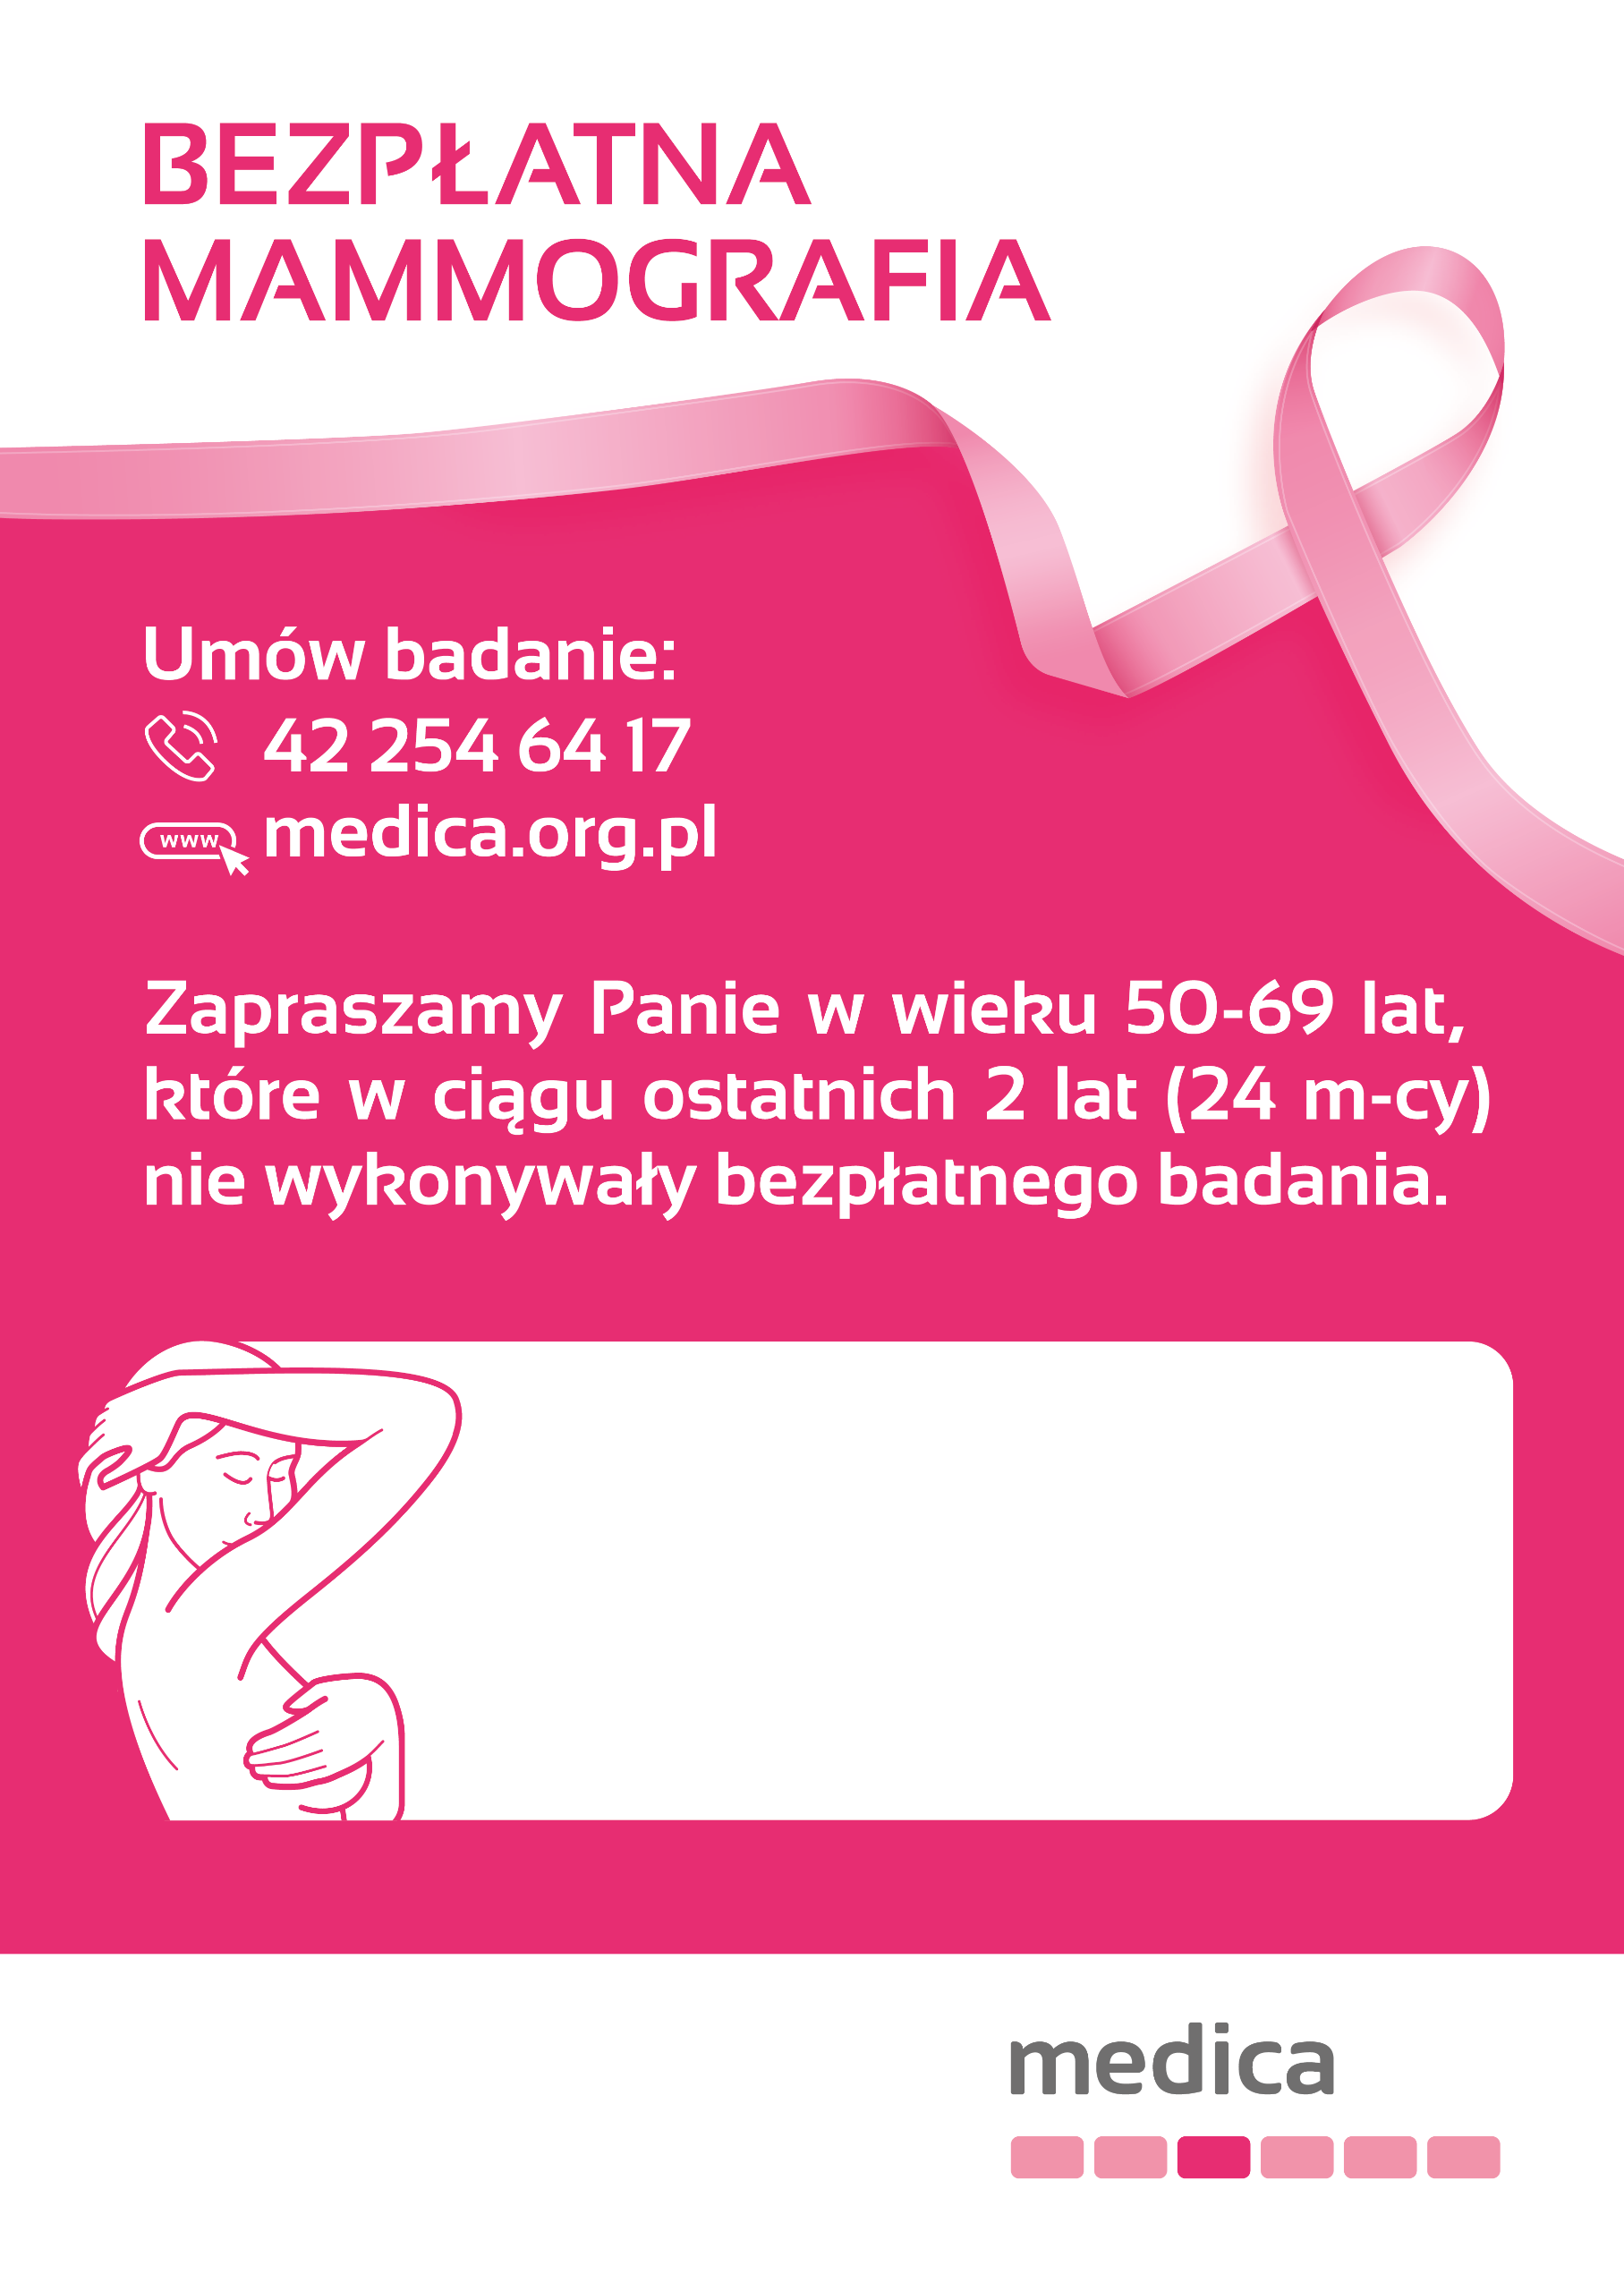 BEZPŁATNA
MAMMOGRAFIA
Umów badanie:
42 254 64 17
www medica.org.pl
Zapraszamy Panie w wieku 50-69 lat,
które w ciągu ostatnich 2 lat (24 m-cy)
nie wykonywały bezpłatnego badania.
medica